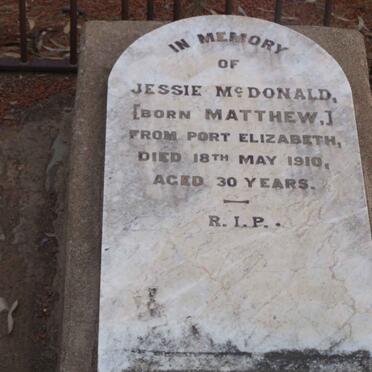 IN MEMORY
OF
JESSIE McDONALD,
[BORN MATTHEW,]
FROM PORT ELIZABETH,
DIED 18TH MAY 1910,
AGED 30 YEARS.
R.I.P.